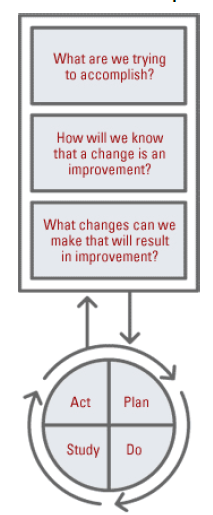 What are we trying
to accomplish?
How will we know
that a change is an
improvement?
What changes can we
make that will result
in improvement?
Act
Plan
Study
Do